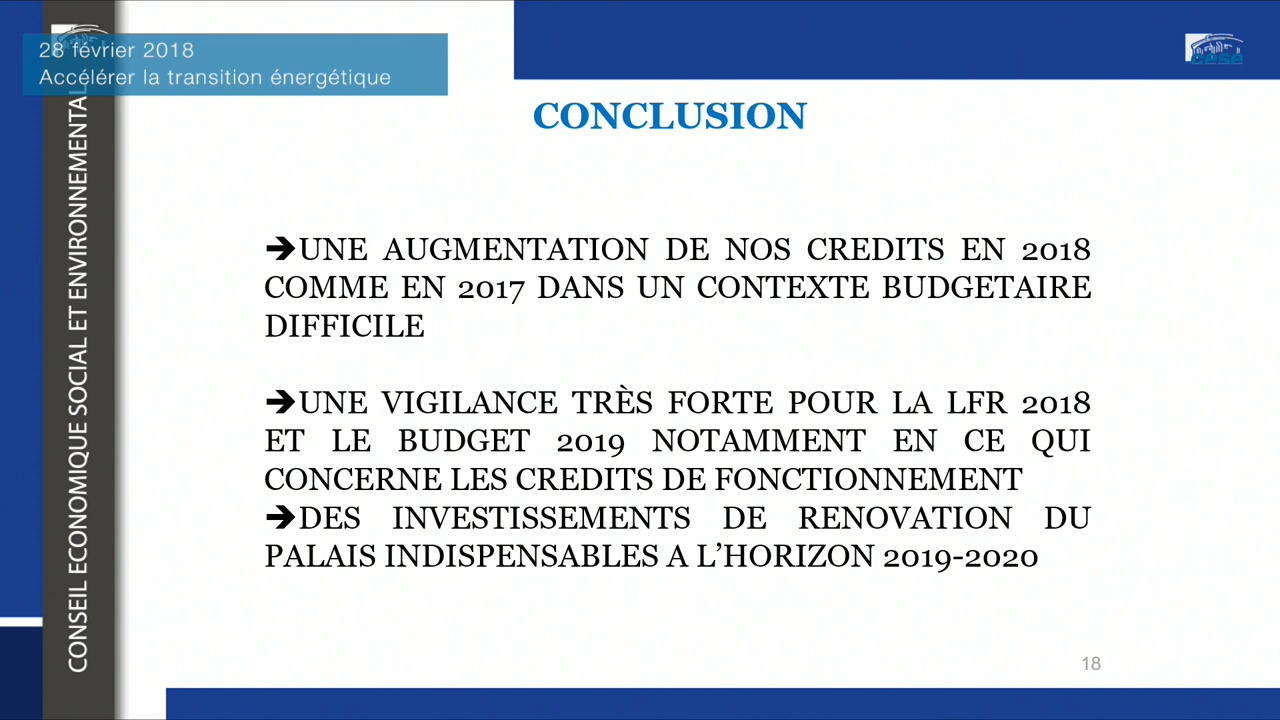 28 février 2018
Accélérer la transition énergétique
cese
CONSEIL ECONOMIQUE SOCIAL ET ENVIRONNEMENTAL
CONCLUSION
➔UNE AUGMENTATION DE NOS CREDITS EN 2018
COMME EN 2017 DANS UN CONTEXTE BUDGETAIRE
DIFFICILE
➔UNE VIGILANCE TRÈS FORTE POUR LA LFR 2018
ET LE BUDGET 2019 NOTAMMENT EN CE QUI
CONCERNE LES CREDITS DE FONCTIONNEMENT
➔DES INVESTISSEMENTS DE RENOVATION DU
PALAIS INDISPENSABLES A L’HORIZON 2019-2020
18